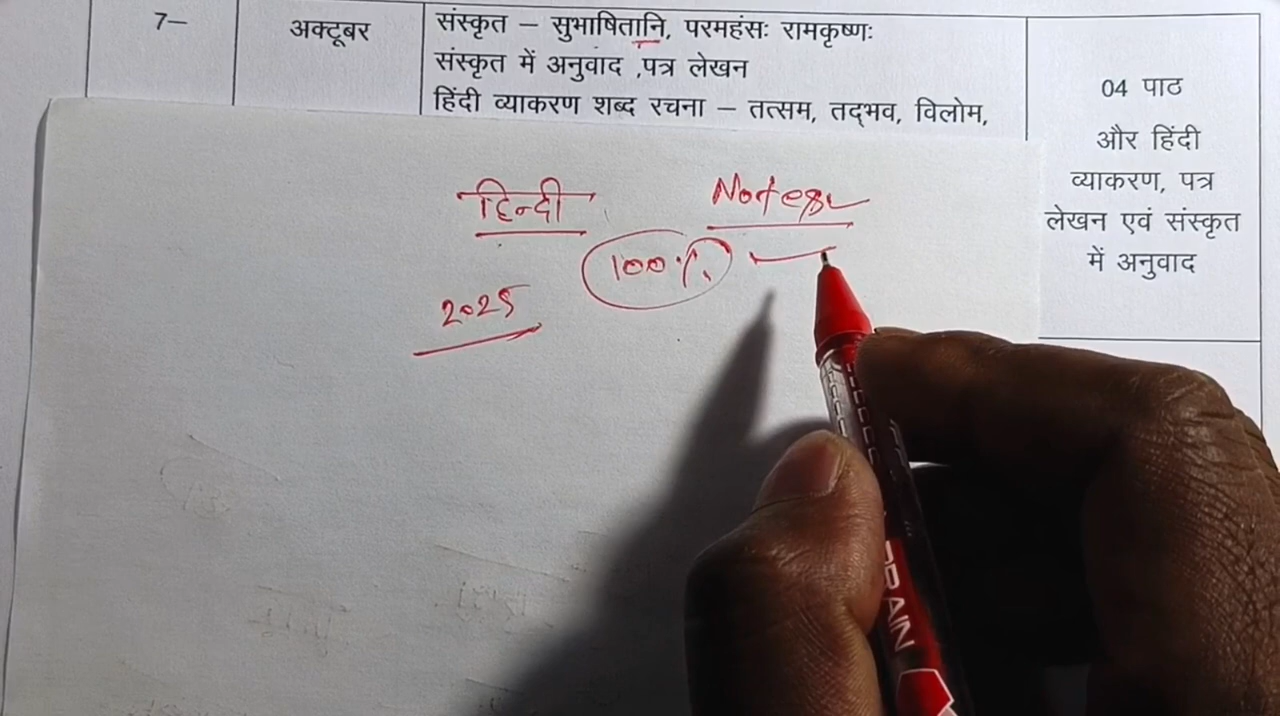 7–
अक्टूबर
संस्कृत – सुभाषितानि, परमहंसः रामकृष्णः
संस्कृत में अनुवाद ,पत्र लेखन
हिंदी व्याकरण शब्द रचना – तत्सम, तद्भव, विलोम,
04 पाठ
और हिंदी
व्याकरण, पत्र
लेखन एवं संस्कृत
में अनुवाद
हिन्दी Notes
100%
2025
RAIN